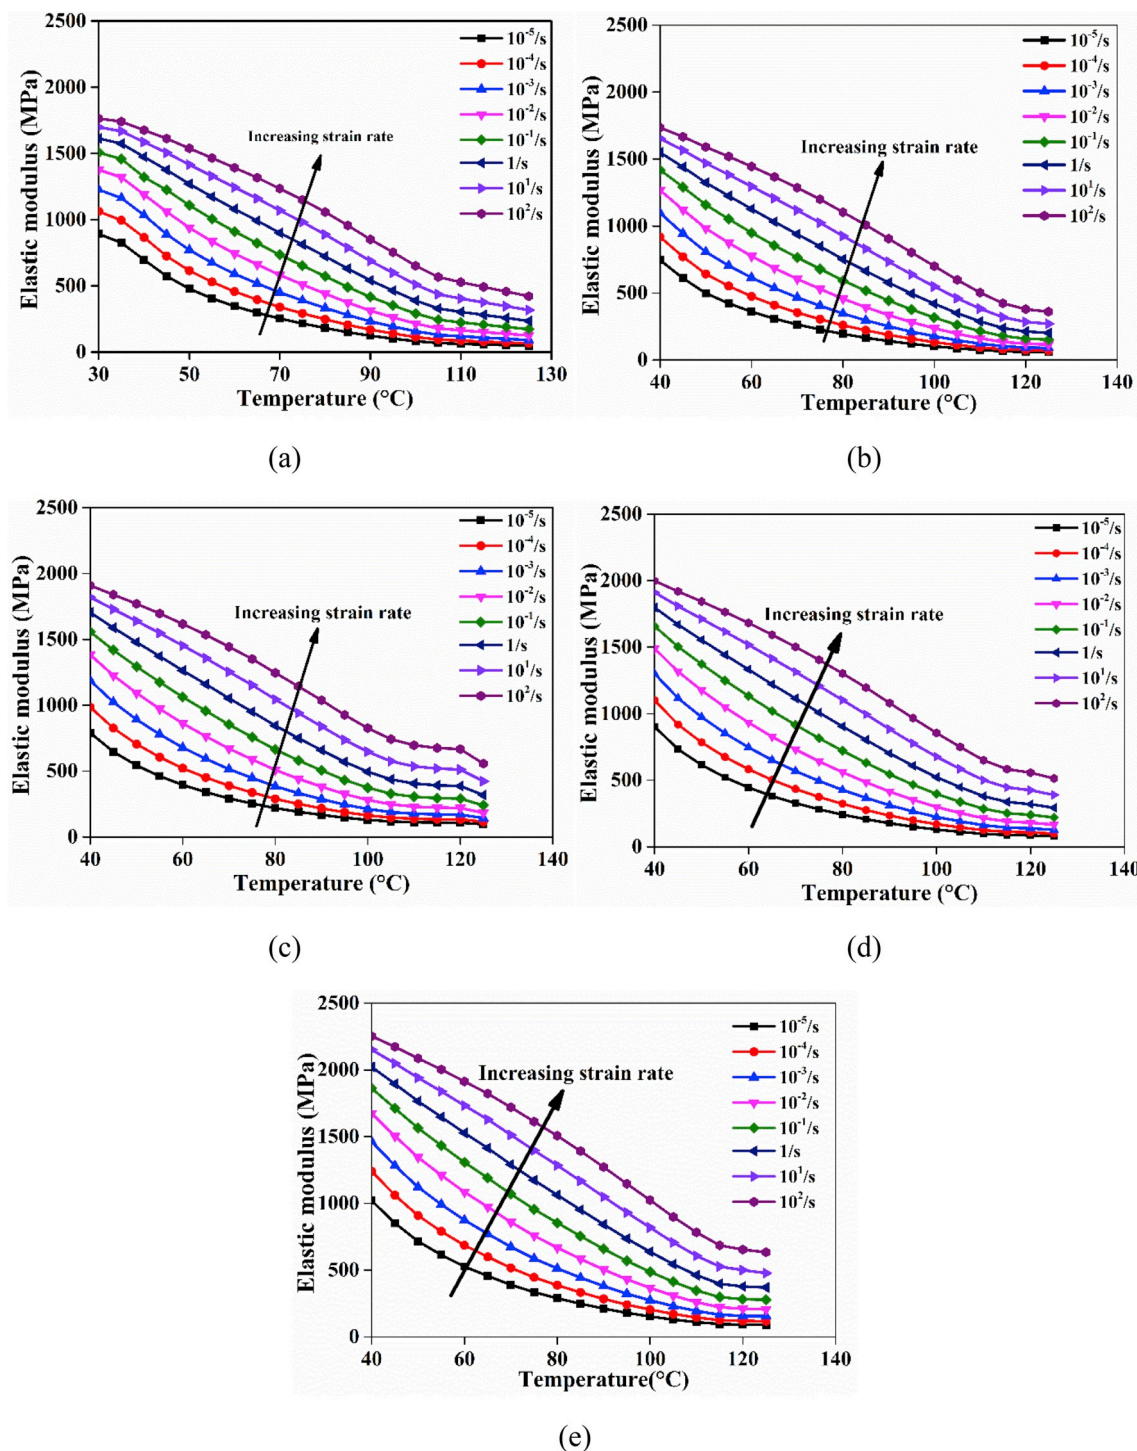 2500
2000
1500
1000
500
0
Elastic modulus (MPa)
10⁻⁵/s
10⁻⁴/s
10⁻³/s
10⁻²/s
10⁻¹/s
1/s
10¹/s
10²/s
Increasing strain rate
30 50 70 90 110 130
Temperature (°C)
(a)
2500
2000
1500
1000
500
0
Elastic modulus (MPa)
10⁻⁵/s
10⁻⁴/s
10⁻³/s
10⁻²/s
10⁻¹/s
1/s
10¹/s
10²/s
Increasing strain rate
40 60 80 100 120 140
Temperature (°C)
(b)
2500
2000
1500
1000
500
0
Elastic modulus (MPa)
10⁻⁵/s
10⁻⁴/s
10⁻³/s
10⁻²/s
10⁻¹/s
1/s
10¹/s
10²/s
Increasing strain rate
40 60 80 100 120 140
Temperature (°C)
(c)
2500
2000
1500
1000
500
0
Elastic modulus (MPa)
10⁻⁵/s
10⁻⁴/s
10⁻³/s
10⁻²/s
10⁻¹/s
1/s
10¹/s
10²/s
Increasing strain rate
40 60 80 100 120 140
Temperature (°C)
(d)
2500
2000
1500
1000
500
0
Elastic modulus (MPa)
10⁻⁵/s
10⁻⁴/s
10⁻³/s
10⁻²/s
10⁻¹/s
1/s
10¹/s
10²/s
Increasing strain rate
40 60 80 100 120 140
Temperature(°C)
(e)